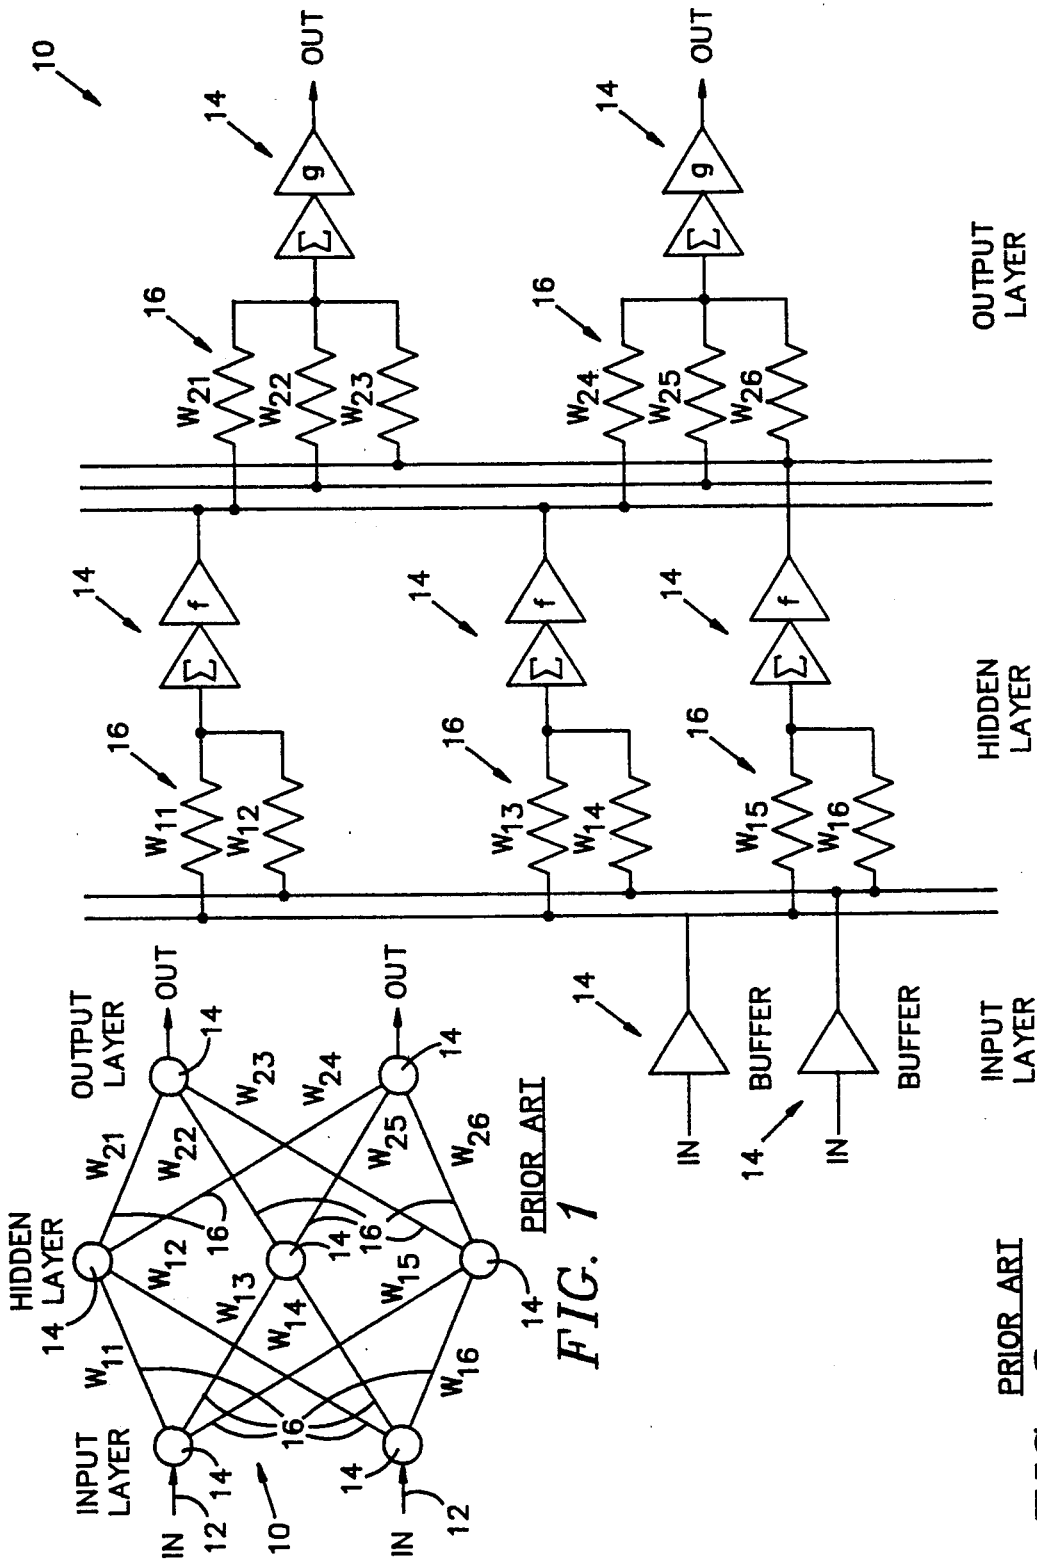 INPUT
LAYER
HIDDEN
LAYER
OUTPUT
LAYER
IN
12
14
W11
14
W21
14
OUT
W12
16
W22
W23
W13
16
14
16
W14
W24
W15
W25
IN
12
14
W16
14
W26
14
OUT
10
PRIOR ART
FIG. 1
10
W11
16
W12
14
Σ
f
W21
16
W22
W23
14
Σ
g
OUT
W13
16
W14
14
Σ
f
W24
16
W25
W26
14
Σ
g
OUT
14
IN
BUFFER
W15
16
W16
14
Σ
f
14
IN
BUFFER
INPUT
LAYER
HIDDEN
LAYER
OUTPUT
LAYER
PRIOR ART